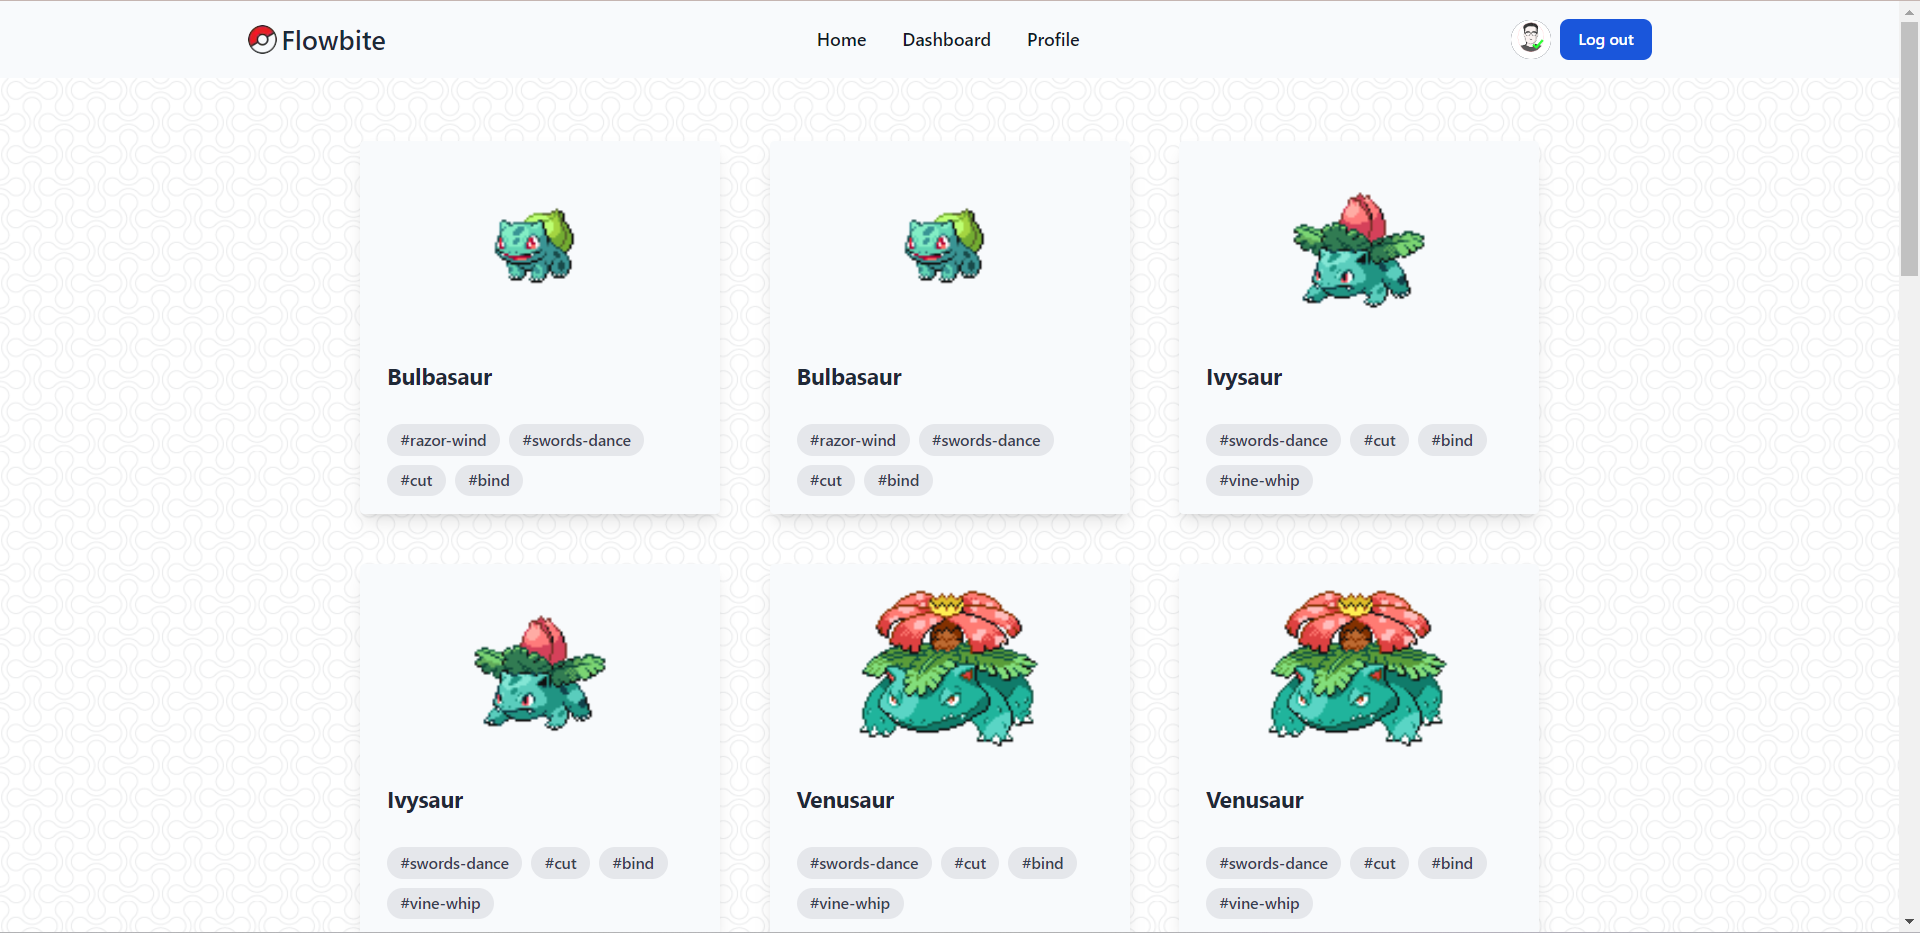 Flowbite Home Dashboard Profile Log out
Bulbasaur Bulbasaur Ivysaur
#razor-wind #swords-dance #razor-wind #swords-dance #swords-dance #cut #bind
#cut #bind #cut #bind #vine-whip
Ivysaur Venusaur Venusaur
#swords-dance #cut #bind #swords-dance #cut #bind #swords-dance #cut #bind
#vine-whip #vine-whip #vine-whip